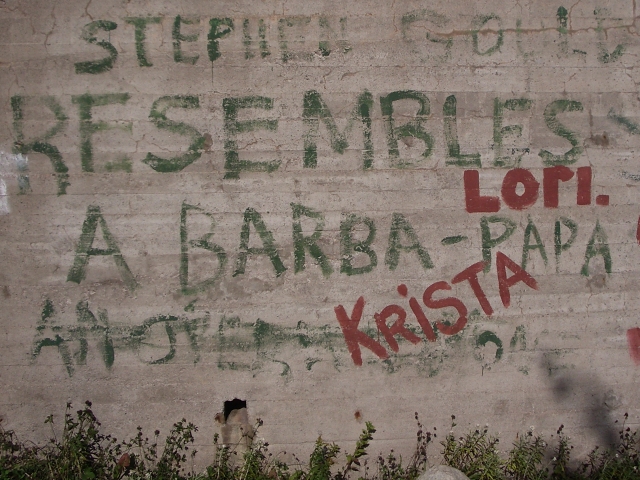 STEPHEN
RESEMBLES
LORI.
A BARBA-PAPA
KRISTA